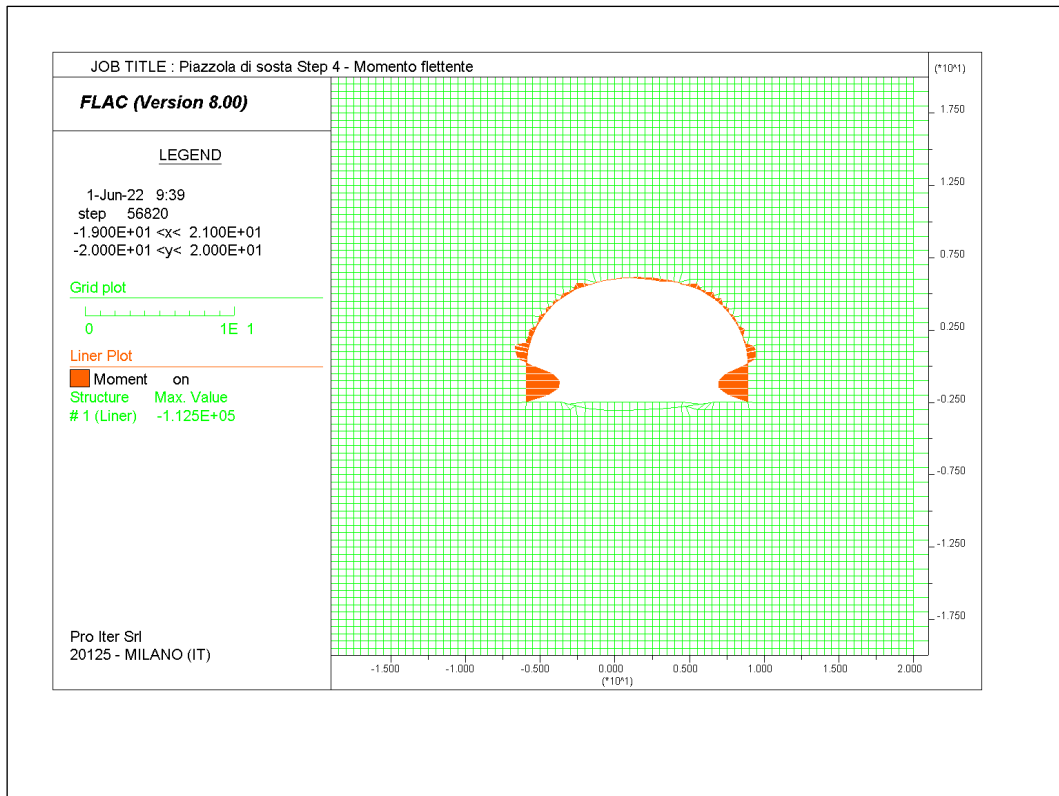 JOB TITLE : Piazzola di sosta Step 4 - Momento flettente
(*10^1)
FLAC (Version 8.00)
LEGEND
1-Jun-22 9:39
step 56820
-1.900E+01 <x< 2.100E+01
-2.000E+01 <y< 2.000E+01
Grid plot
0 1E 1
Liner Plot
Moment on
Structure Max. Value
# 1 (Liner) -1.125E+05
Pro Iter Srl
20125 - MILANO (IT)
1.750
1.250
0.750
0.250
-0.250
-0.750
-1.250
-1.750
-1.500 -1.000 -0.500 0.000 0.500 1.000 1.500 2.000
(*10^1)